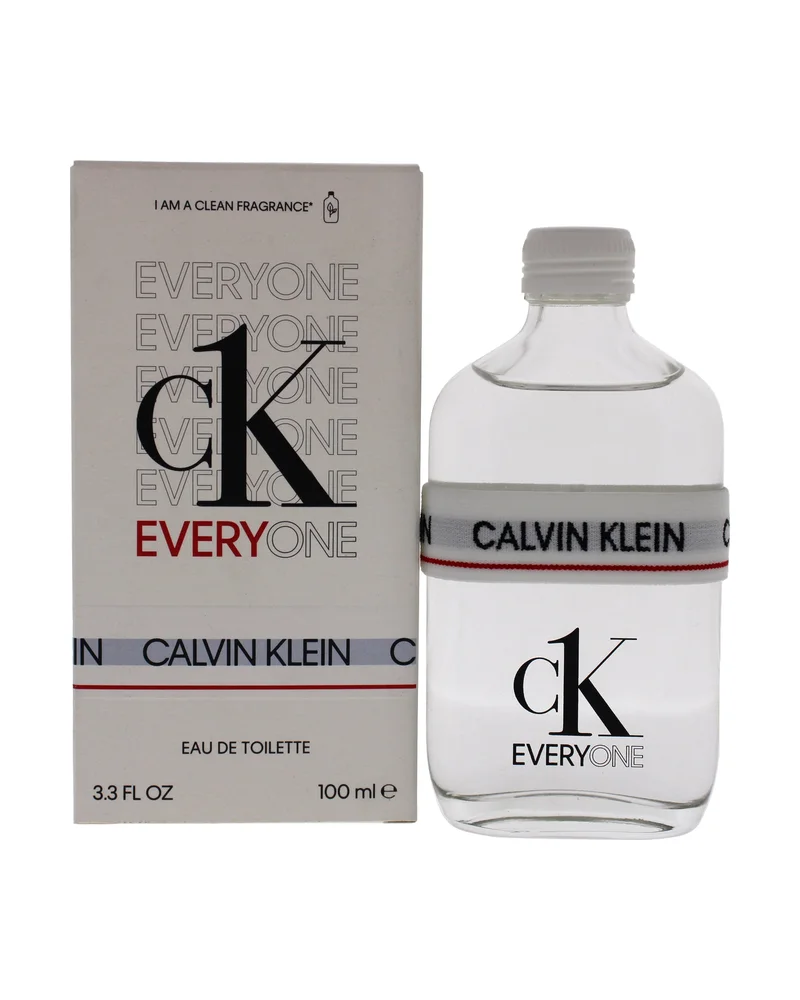 I AM A CLEAN FRAGRANCE*
EVERYONE
EVERYONE
EVERYONE
EVERYONE
EVERYONE
EVERYONE
cK
IN CALVIN KLEIN C
EAU DE TOILETTE
3.3 FL OZ 100 ml ℮
N CALVIN KLEIN C
cK
EVERYONE